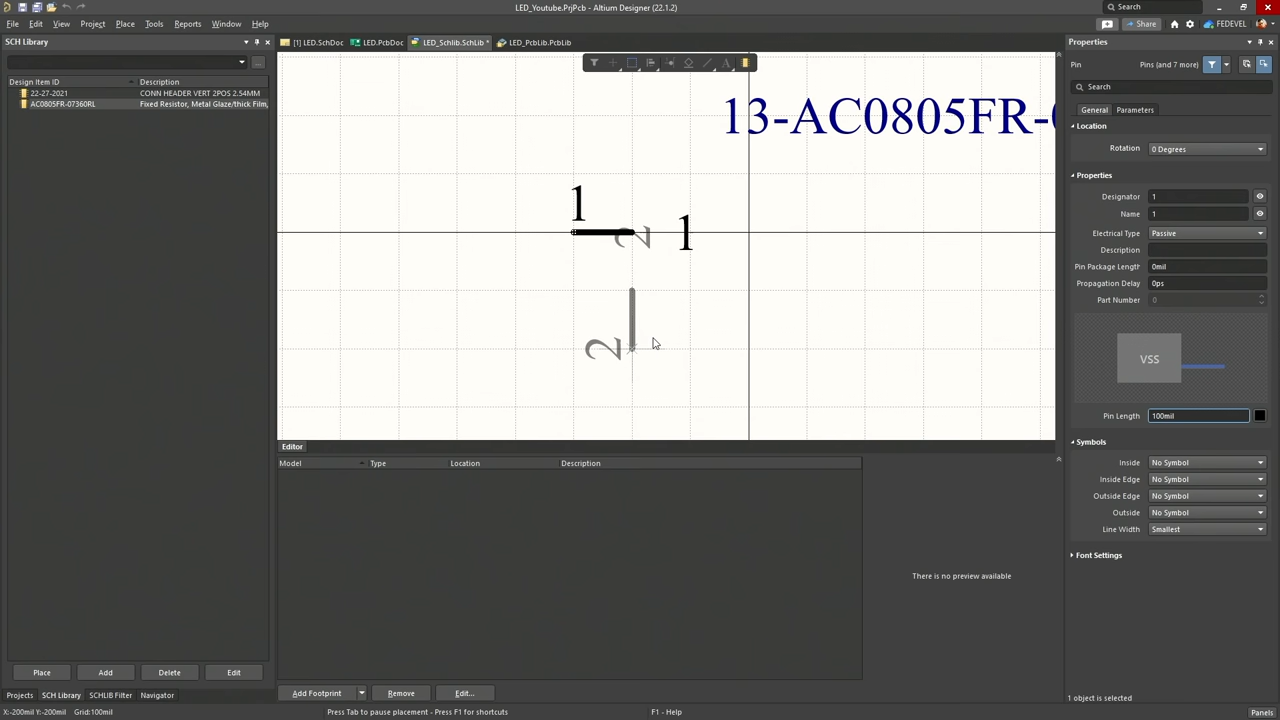 LED_Youtube.PrjPcb - Altium Designer (22.1.2)
Search
File Edit View Project Place Tools Reports Window Help
Share
FEDEVEL
SCH Library
[1] LED.SchDoc
LED.PcbDoc
LED_Schlib.SchLib *
LED_PcbLib.PcbLib
Properties
Pin
Pins (and 7 more)
Search
General
Parameters
Design Item ID
Description
22-27-2021
CONN HEADER VERT 2POS 2.54MM
AC0805FR-07360RL
Fixed Resistor, Metal Glaze/thick Film,
13-AC0805FR-0
1
1
2
2
Location
Rotation
0 Degrees
Properties
Designator
1
Name
1
Electrical Type
Passive
Description
Pin Package Length
0mil
Propagation Delay
0ps
Part Number
0
VSS
Pin Length
100mil
Symbols
Inside
No Symbol
Inside Edge
No Symbol
Outside Edge
No Symbol
Outside
No Symbol
Line Width
Smallest
Font Settings
Editor
Model
Type
Location
Description
There is no preview available
Place
Add
Delete
Edit
Add Footprint
Remove
Edit...
Projects
SCH Library
SCHLIB Filter
Navigator
1 object is selected
X:-200mil Y:-200mil Grid:100mil
Press Tab to pause placement - Press F1 for shortcuts
F1 - Help
Panels